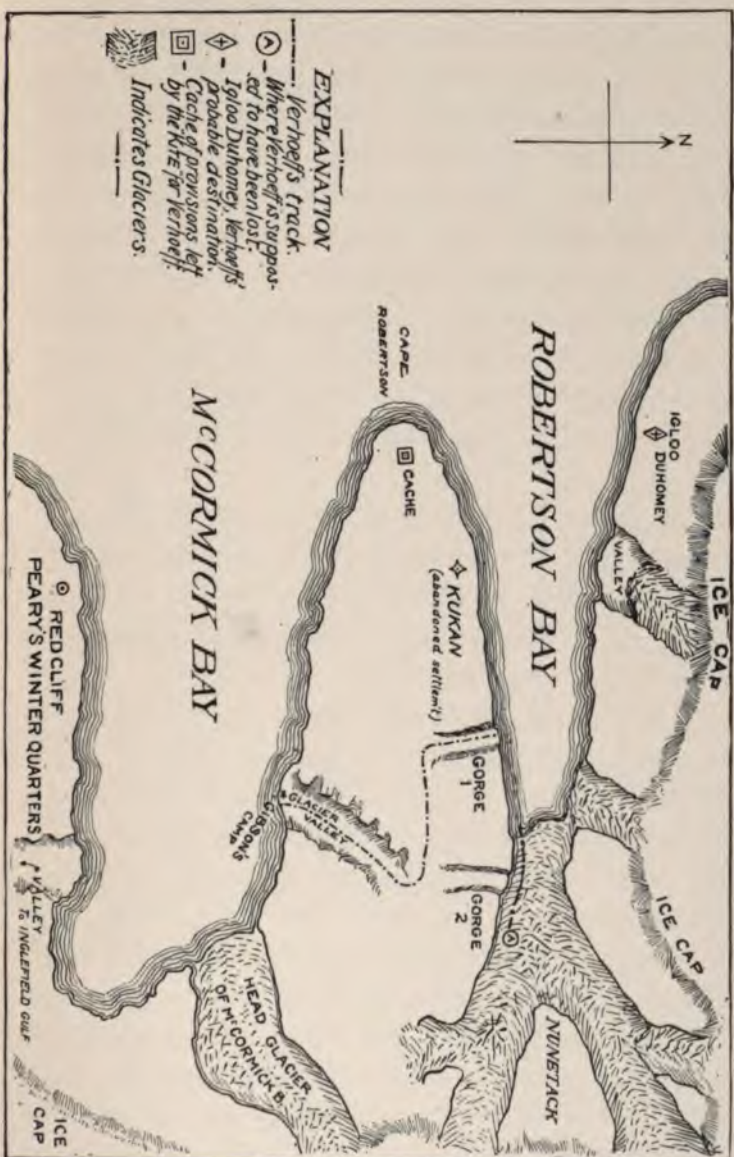 N
EXPLANATION
Verhoeff's track.
Where Verhoeff is suppos-
ed to have been lost.
Igloo Duhomey, Verhoeff's
probable destination.
Cache of provisions left
by the KITE for Verhoeff.
Indicates Glaciers.
ICE CAP
IGLOO
DUHOMEY
VALLEY
ICE CAP
ROBERTSON BAY
NUNETACK
CAPE
ROBERTSON
CACHE
KUKAN
(abandoned settlem't)
GORGE
1
GORGE
2
GLACIER
VALLEY
GIBSON'S
CAMP
McCORMICK BAY
HEAD GLACIER
OF McCORMICK B.
RED CLIFF
PEARY'S WINTER QUARTERS)
VALLEY
To INGLEFIELD GULF
ICE
CAP